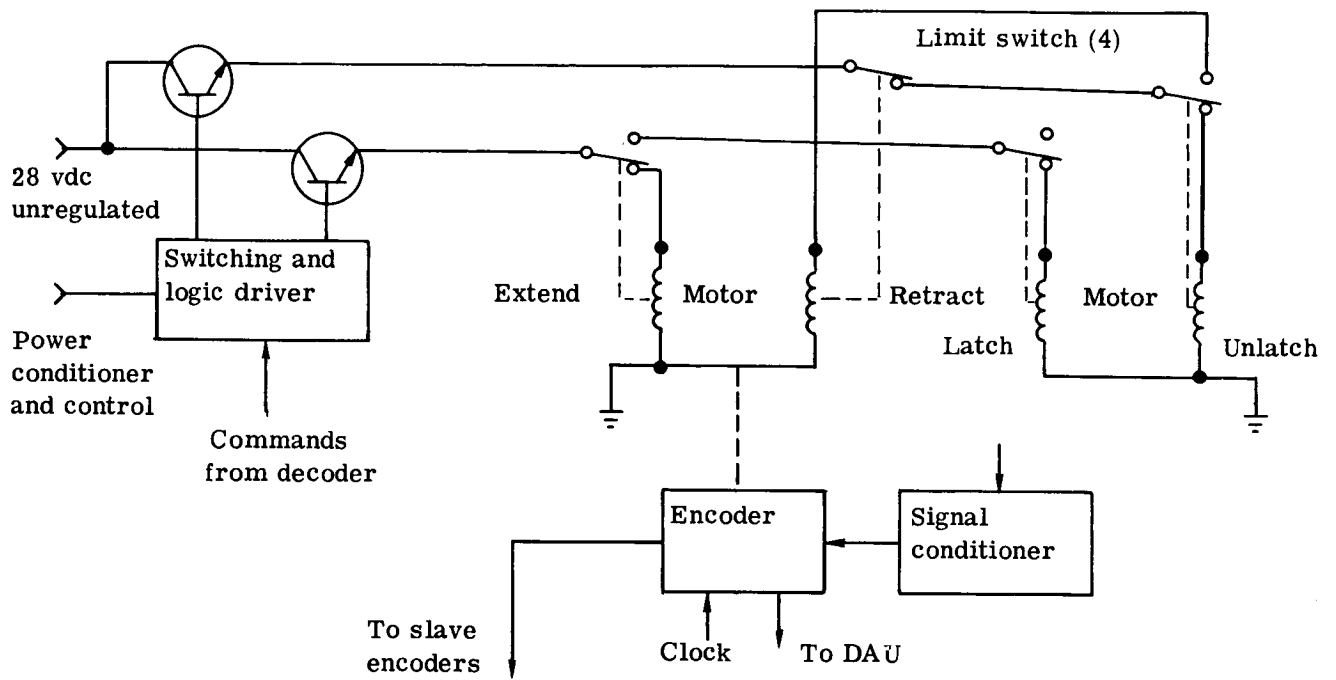 Limit switch (4)
28 vdc
unregulated
Switching and
logic driver
Extend
Motor
Retract
Motor
Latch
Unlatch
Power
conditioner
and control
Commands
from decoder
Encoder
Signal
conditioner
To slave
encoders
Clock
To DAU